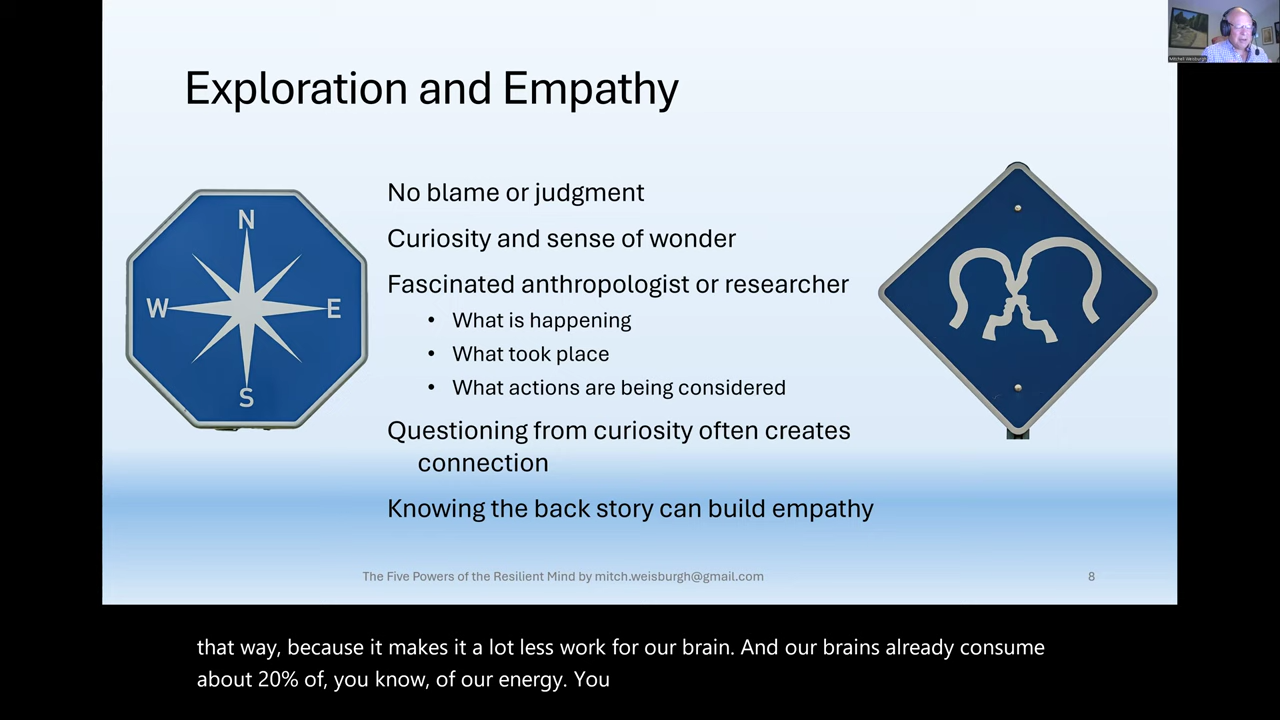 Exploration and Empathy
N
W
E
S
No blame or judgment
Curiosity and sense of wonder
Fascinated anthropologist or researcher
• What is happening
• What took place
• What actions are being considered
Questioning from curiosity often creates
connection
Knowing the back story can build empathy
The Five Powers of the Resilient Mind by mitch.weisburgh@gmail.com
8
Mitchell Weisburgh
that way, because it makes it a lot less work for our brain. And our brains already consume
about 20% of, you know, of our energy. You